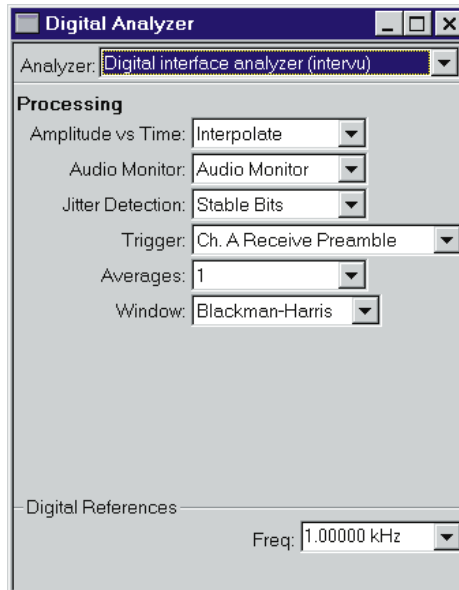 Digital Analyzer
Analyzer: Digital interface analyzer (intervu)
Processing
Amplitude vs Time: Interpolate
Audio Monitor: Audio Monitor
Jitter Detection: Stable Bits
Trigger: Ch. A Receive Preamble
Averages: 1
Window: Blackman-Harris
Digital References
Freq: 1.00000 kHz